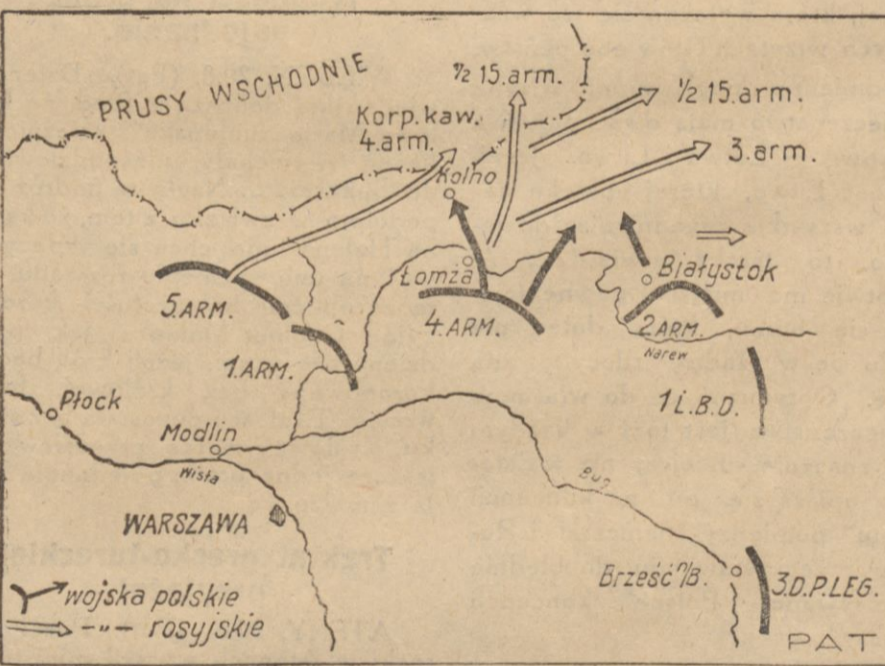 PRUSY WSCHODNIE
½ 15.arm.
½ 15.arm.
Korp. kaw.
4.arm.
3.arm.
Kolno
Łomża
Białystok
5.ARM.
4.ARM.
2 ARM.
Narew
1.ARM.
1 L.B.D.
Płock
Modlin
Wisła
Bug
WARSZAWA
Brześć n/B.
3.D.P.LEG.
wojska polskie
-"- rosyjskie
PAT